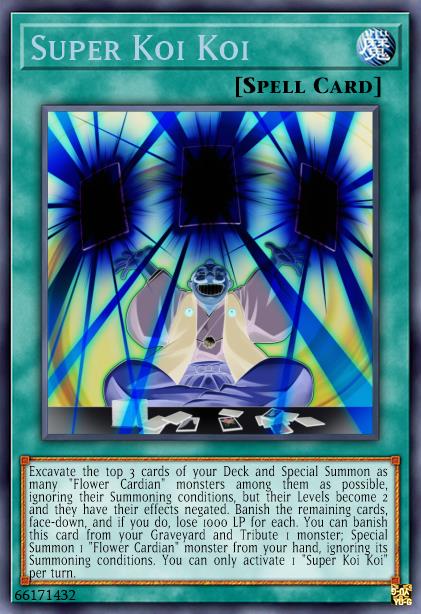 Super Koi Koi
魔
[Spell Card]
Excavate the top 3 cards of your Deck and Special Summon as
many "Flower Cardian" monsters among them as possible,
ignoring their Summoning conditions, but their Levels become 2
and they have their effects negated. Banish the remaining cards,
face-down, and if you do, lose 1000 LP for each. You can banish
this card from your Graveyard and Tribute 1 monster; Special
Summon 1 "Flower Cardian" monster from your hand, ignoring its
Summoning conditions. You can only activate 1 "Super Koi Koi"
per turn.
66171432